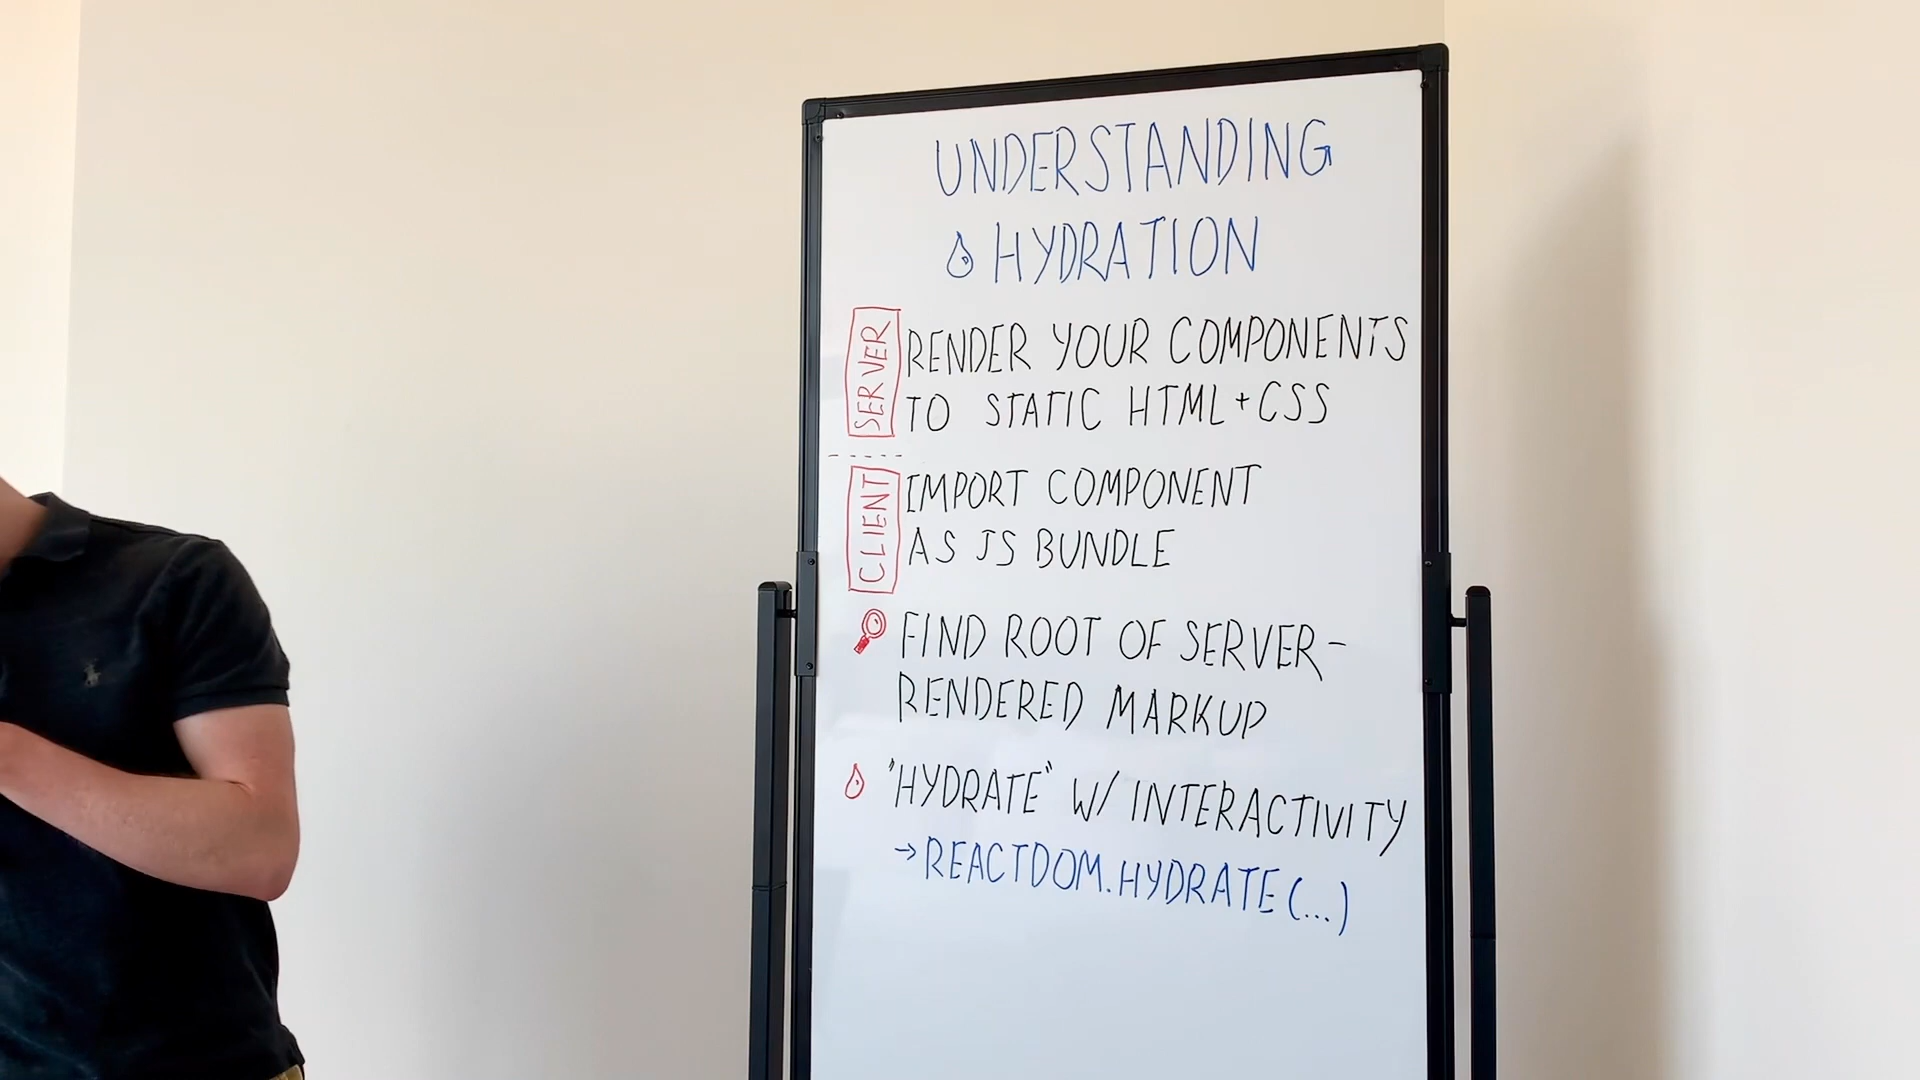 UNDERSTANDING
HYDRATION
SERVER
RENDER YOUR COMPONENTS
TO STATIC HTML+CSS
CLIENT
IMPORT COMPONENT
AS JS BUNDLE
FIND ROOT OF SERVER-
RENDERED MARKUP
"HYDRATE" W/ INTERACTIVITY
→ REACTDOM.HYDRATE(...)